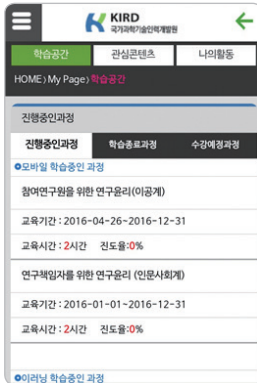 KIRD
국가과학기술인력개발원
학습공간 관심콘텐츠 나의활동
HOME〉My Page〉학습공간
진행중인과정
진행중인과정 학습종료과정 수강예정과정
모바일 학습중인 과정
참여연구원을 위한 연구윤리(이공계)
교육기간 : 2016-04-26~2016-12-31
교육시간 : 2시간 진도율:0%
연구책임자를 위한 연구윤리 (인문사회계)
교육기간 : 2016-01-01~2016-12-31
교육시간 : 2시간 진도율:0%
이러닝 학습중인 과정